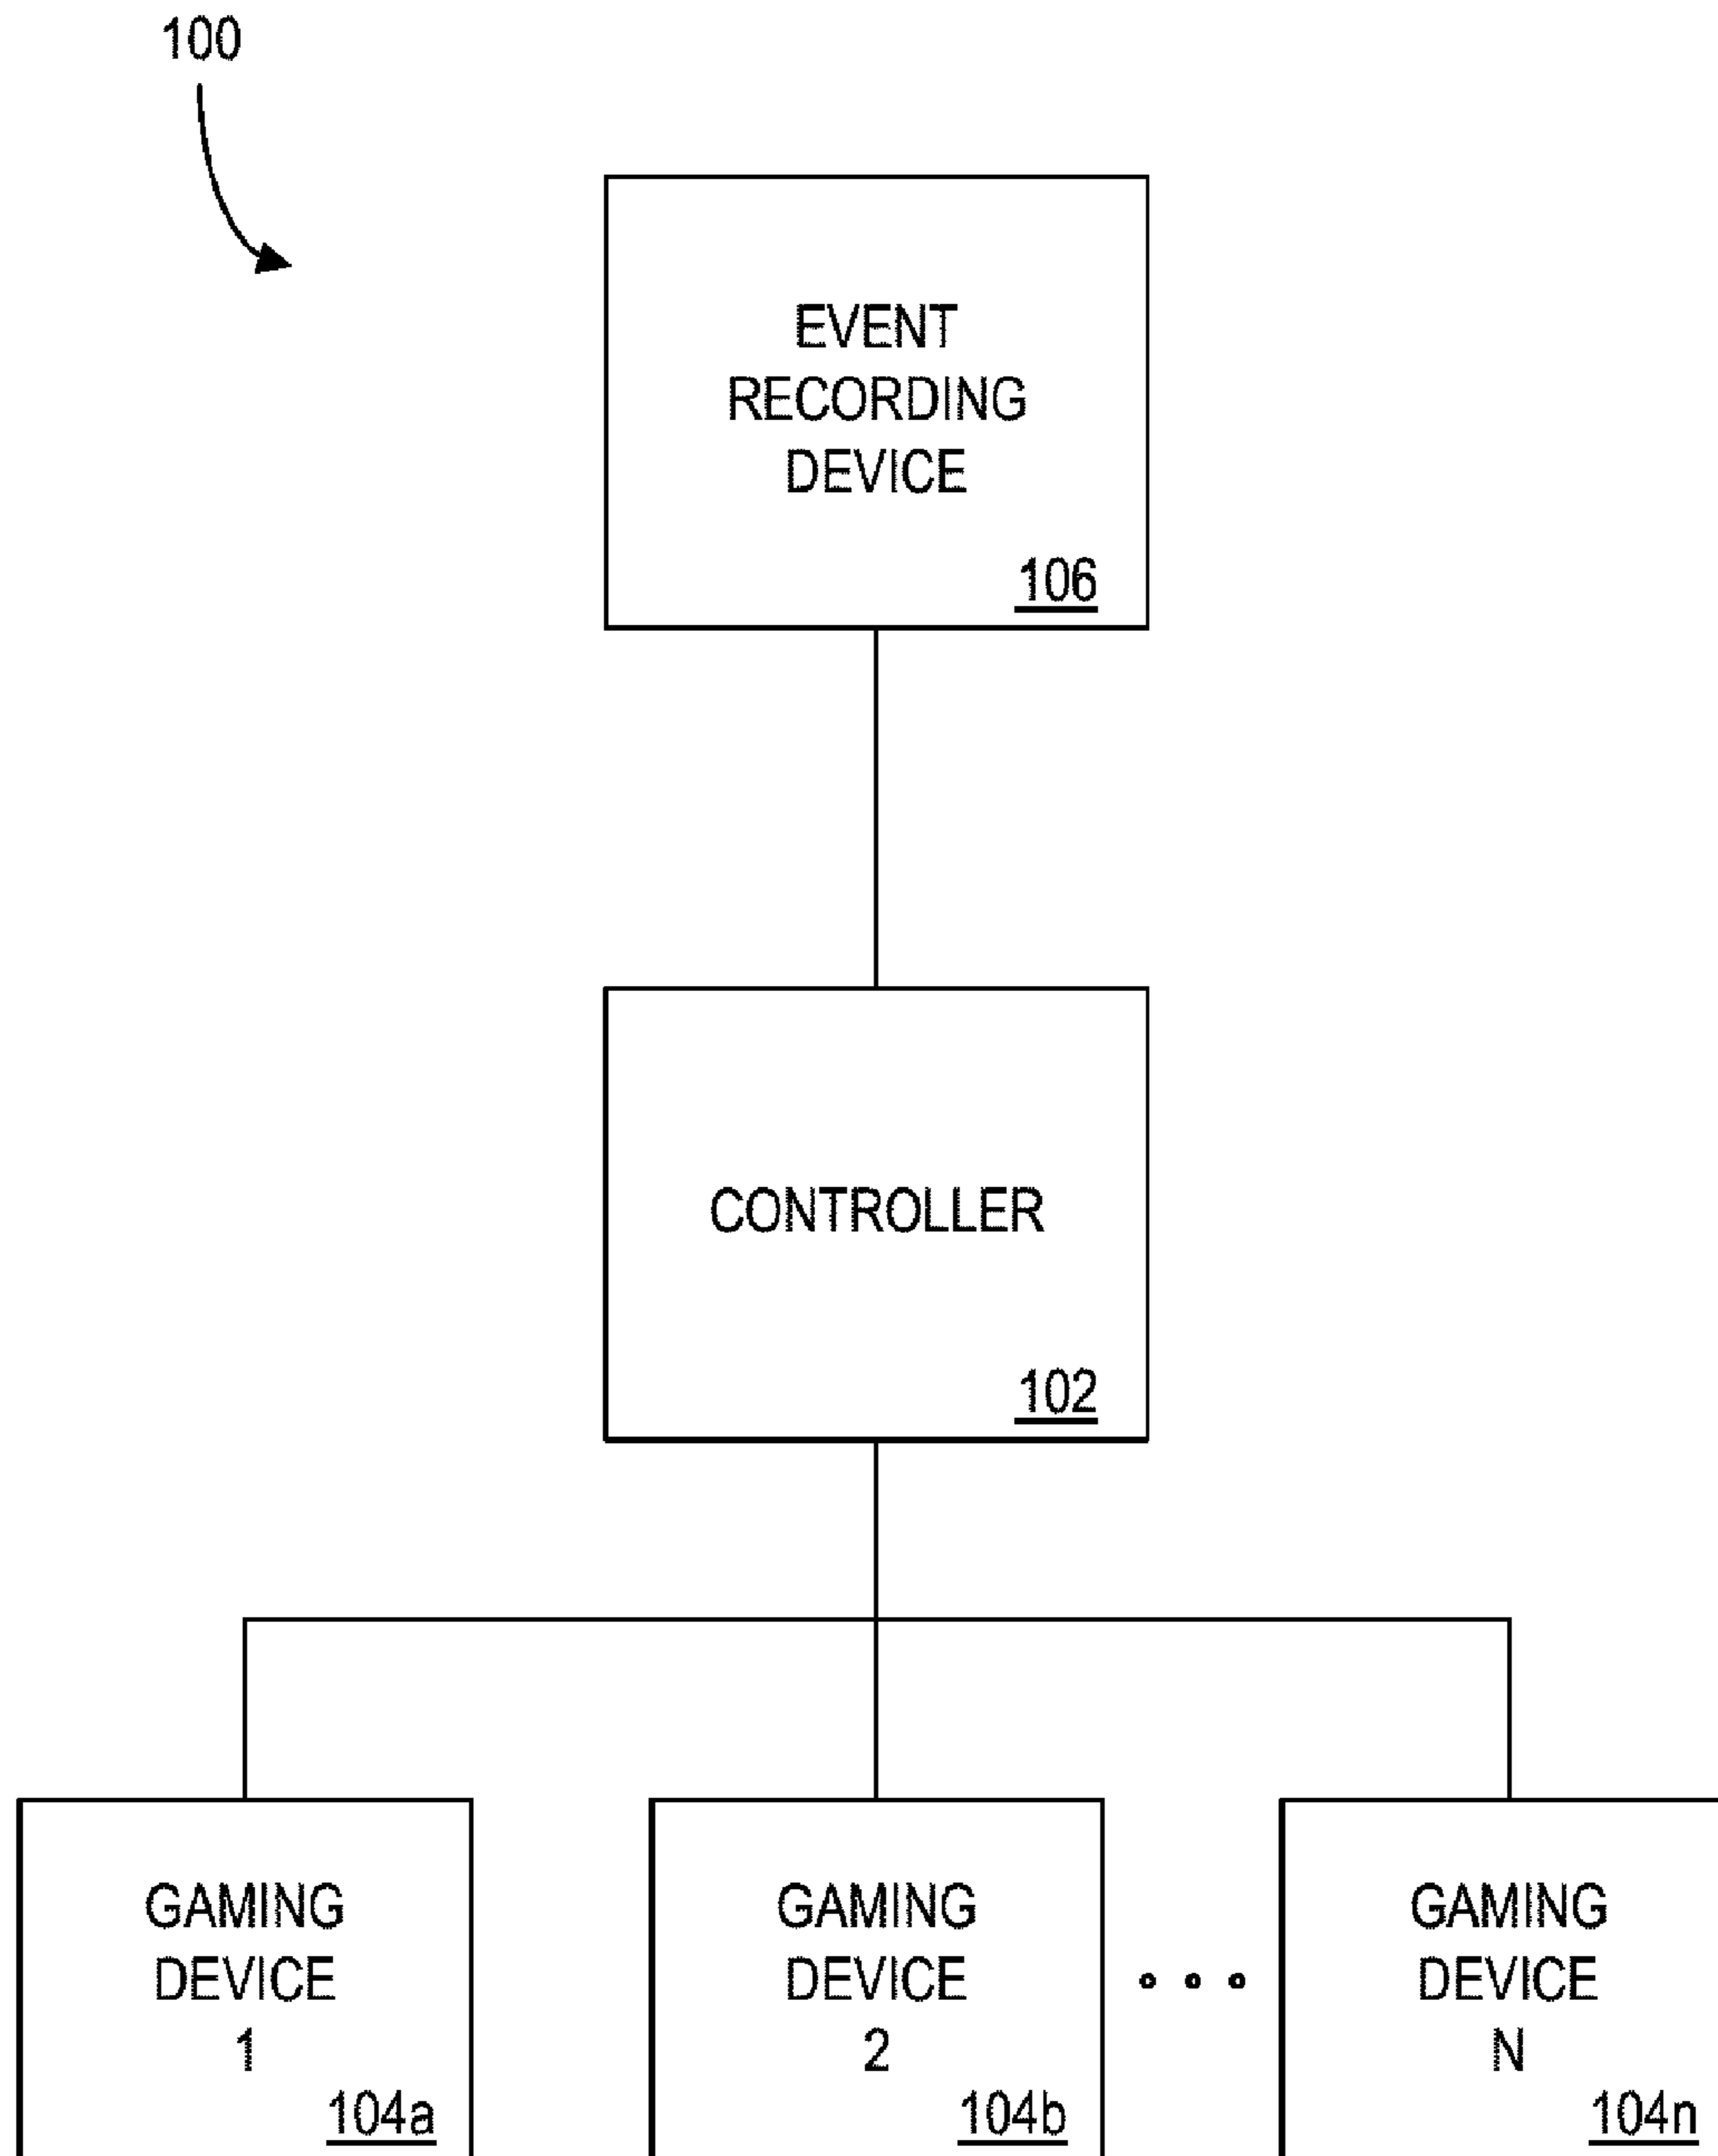 100
EVENT
RECORDING
DEVICE
106
CONTROLLER
102
GAMING
DEVICE
1
104a
GAMING
DEVICE
2
104b
GAMING
DEVICE
N
104n